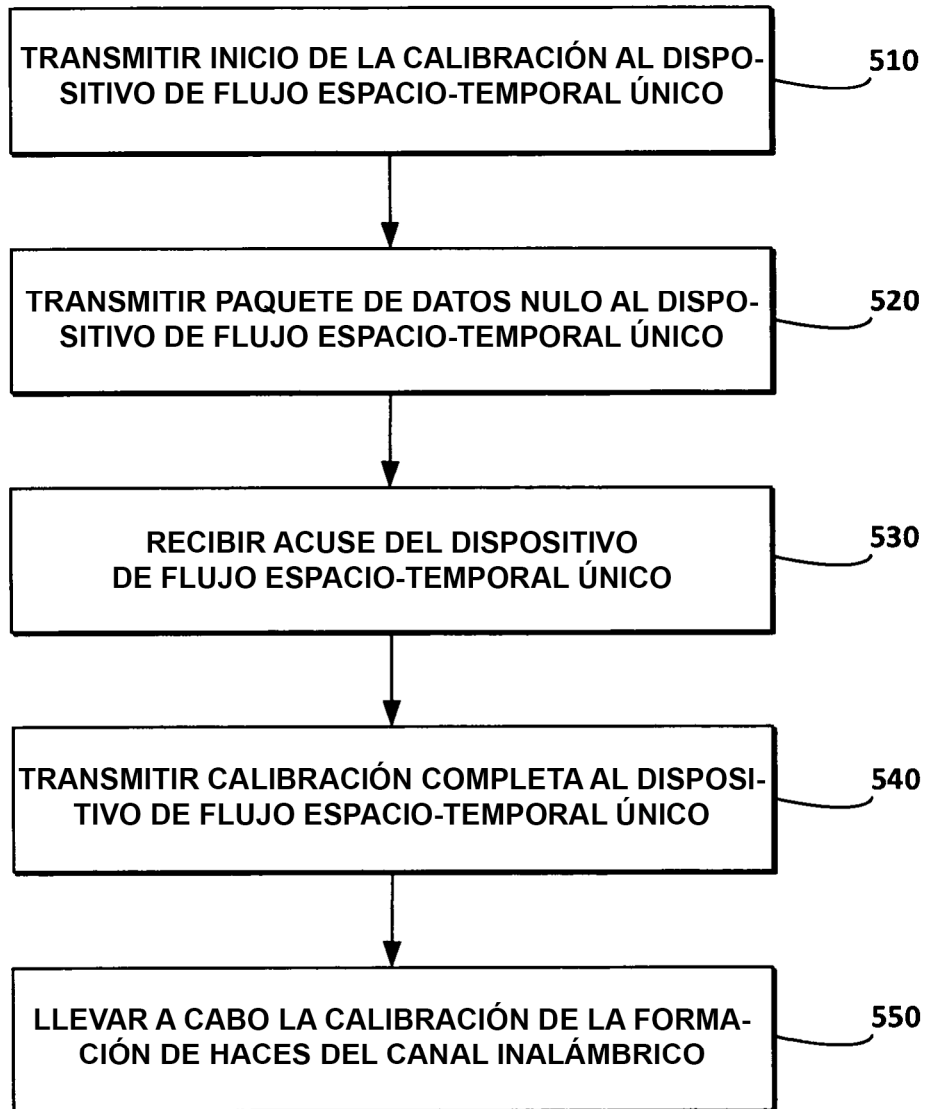 TRANSMITIR INICIO DE LA CALIBRACIÓN AL DISPO-
SITIVO DE FLUJO ESPACIO-TEMPORAL ÚNICO
510
TRANSMITIR PAQUETE DE DATOS NULO AL DISPO-
SITIVO DE FLUJO ESPACIO-TEMPORAL ÚNICO
520
RECIBIR ACUSE DEL DISPOSITIVO
DE FLUJO ESPACIO-TEMPORAL ÚNICO
530
TRANSMITIR CALIBRACIÓN COMPLETA AL DISPOSI-
TIVO DE FLUJO ESPACIO-TEMPORAL ÚNICO
540
LLEVAR A CABO LA CALIBRACIÓN DE LA FORMA-
CIÓN DE HACES DEL CANAL INALÁMBRICO
550